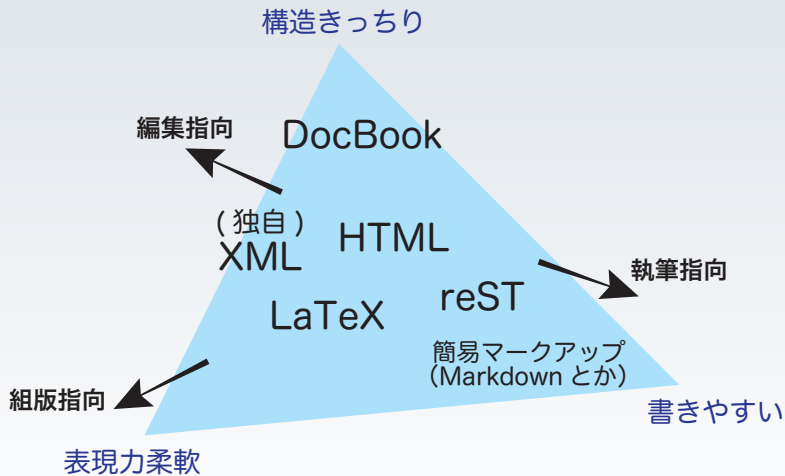 構造きっちり
編集指向
DocBook
(独自)
XML
HTML
執筆指向
reST
LaTeX
簡易マークアップ
(Markdown とか)
組版指向
書きやすい
表現力柔軟